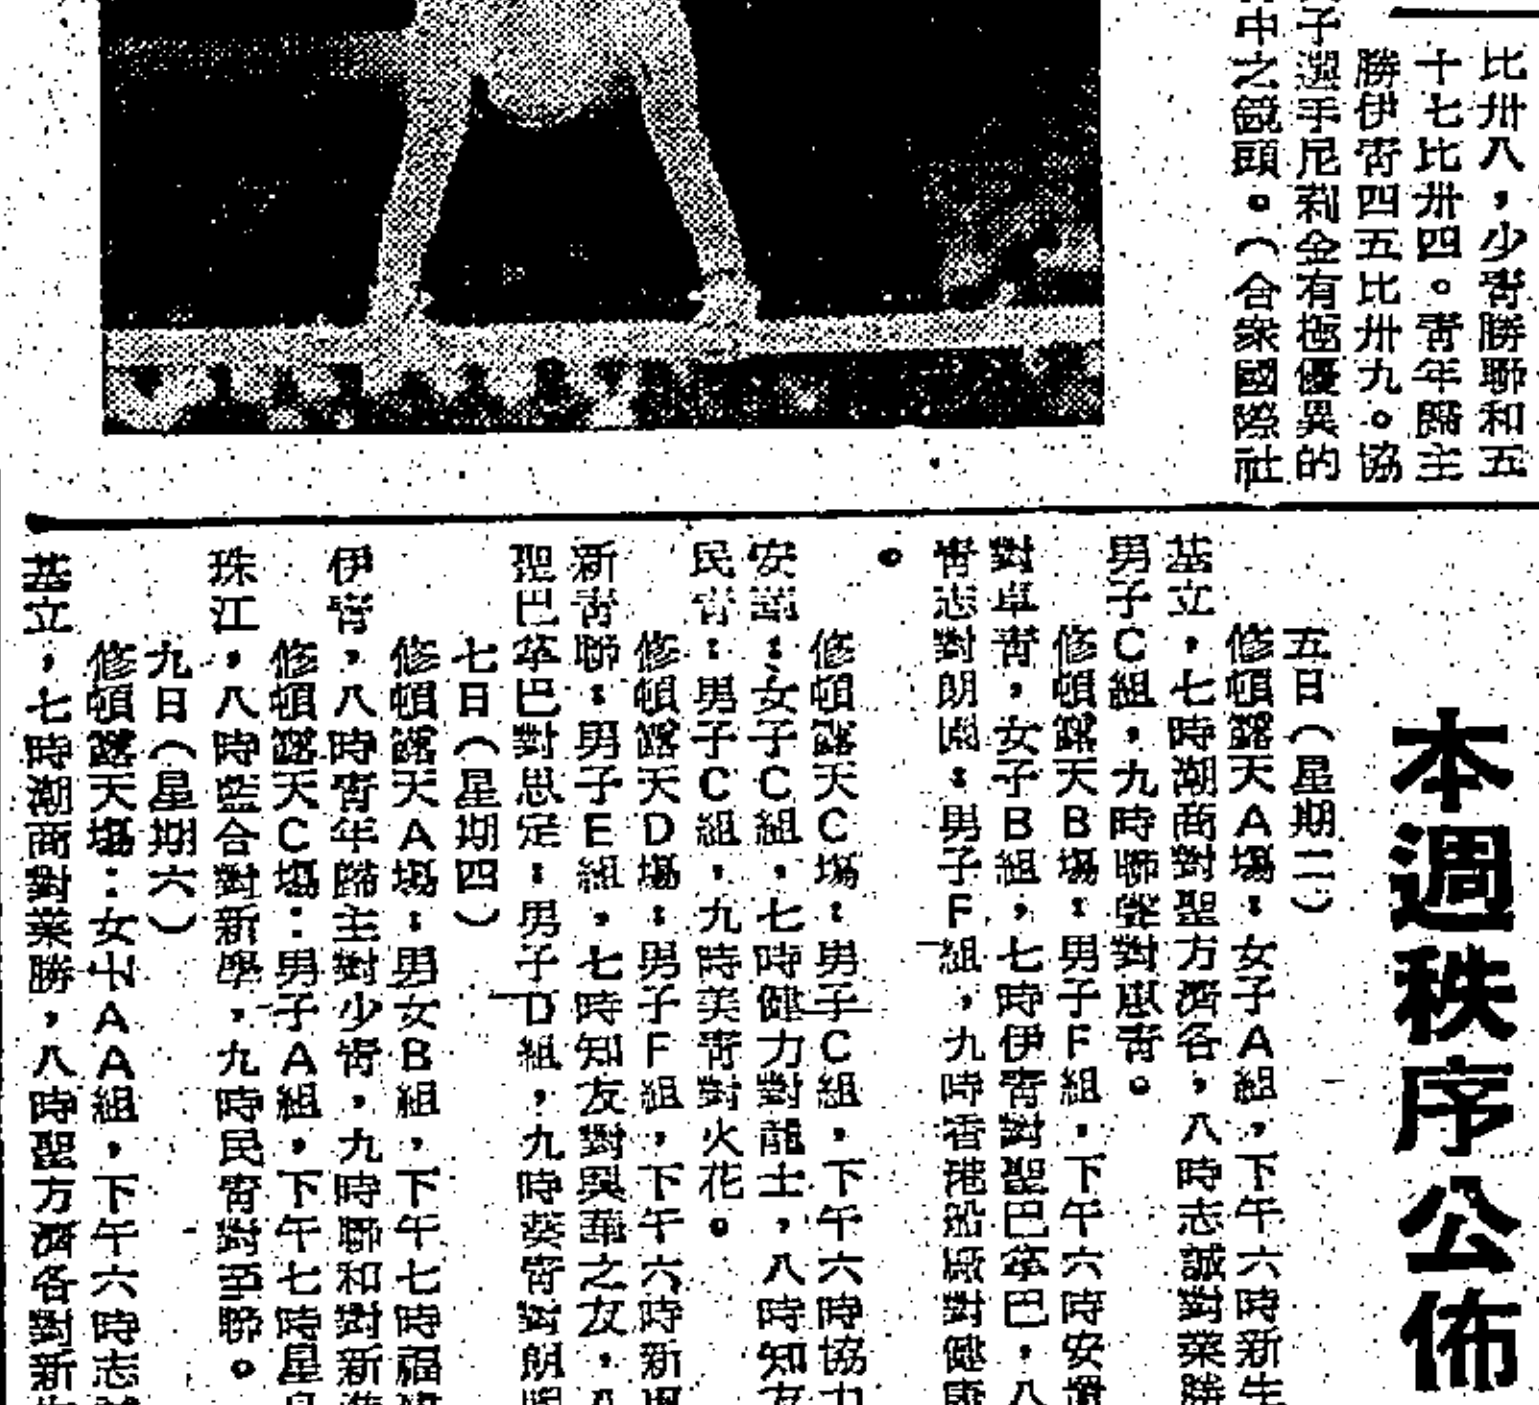 比卅八，少青勝聯和五
十七比卅四。青年歸主
勝伊青四五比卅九。協
子選手尼莉金有極優異的
中之鏡頭。（合衆國際社
本週秩序公佈
五日（星期二）
修頓露天A場：女子A組，下午六時新生
基立，七時潮商對聖方濟各，八時志誠對業勝
男子C組，九時聯聲對惠青。
修頓露天B場：男子F組，下午六時安
對卓青，女子B組，七時伊青對聖巴拿巴，八
青志對朗園：男子F組，九時香港船廠對健康
。
修頓露天C場：男子C組，下午六時協力
安龍：女子C組，七時健力對龍士，八時知友
民青：男子C組，九時美青對火花。
修頓露天D場：男子F組，下午六時新
新青聯：男子E組，七時知友對與華之友，八
聖巴拿巴對思定：男子D組，九時葵青對朗
七日（星期四）
修頓露天A場：男女B組，下午七時福
伊青，八時青年歸主對少青，九時聯和對新進
修頓露天C場：男子A組，下午七時星
珠江，八時藍合對新學，九時民青對聯。
九日（星期六）
修頓露天場：女AA組，下午六時志誠
基立，七時潮商對業勝，八時聖方濟各對新生